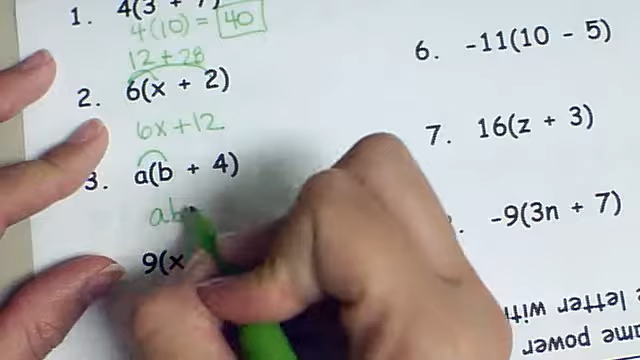 1. 4(3 + 7)
4(10) = 40
12 + 28
2. 6(x + 2)
6x + 12
3. a(b + 4)
ab
9(x
6. -11(10 - 5)
7. 16(z + 3)
-9(3n + 7)
letter with
ame power